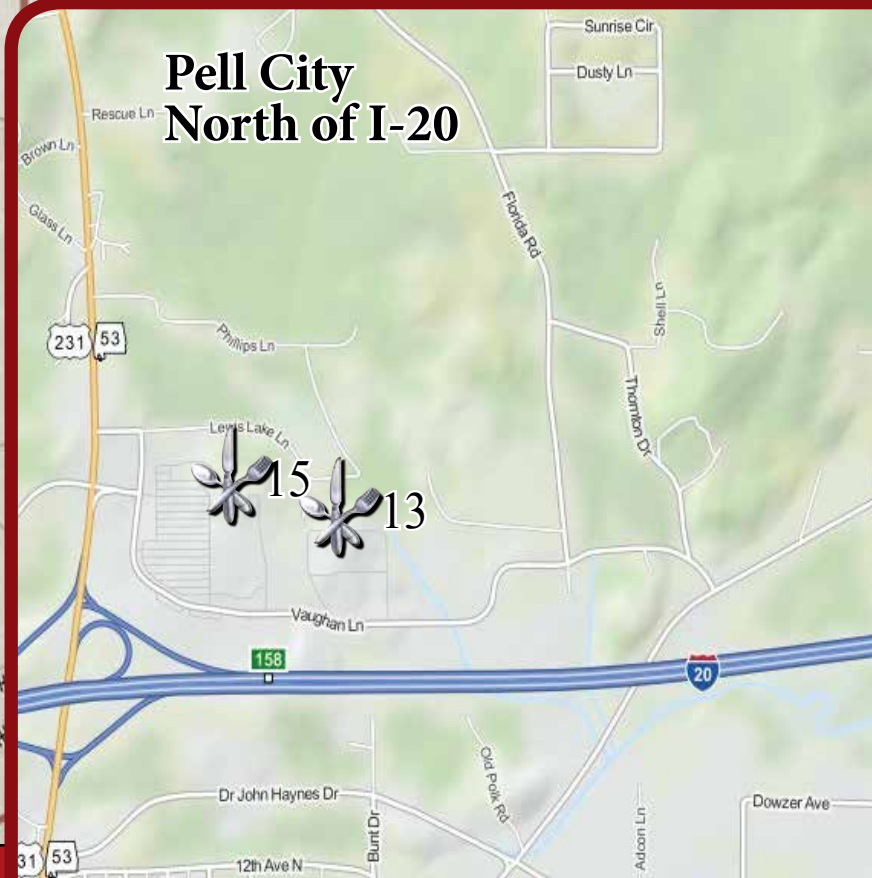 Pell City
North of I-20
Sunrise Cir
Dusty Ln
Rescue Ln
Brown Ln
Glass Ln
Florida Rd
Shell Ln
231 53
Phillips Ln
Thornton Dr
Lewis Lake Ln
15
13
Vaughan Ln
158
20
Old Polk Rd
Dr John Haynes Dr
Bunt Dr
Adcon Ln
Dowzer Ave
31 53
12th Ave N